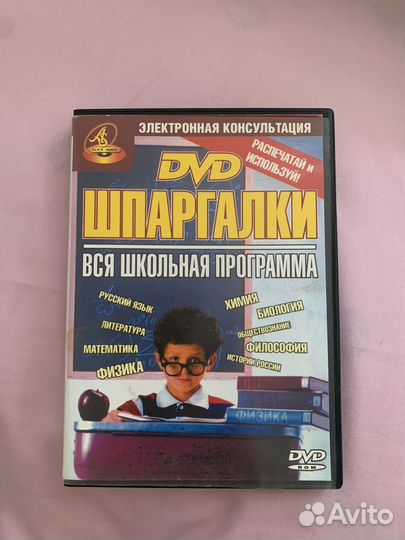 ЭЛЕКТРОННАЯ КОНСУЛЬТАЦИЯ
РАСПЕЧАТАЙ И
ИСПОЛЬЗУЙ!
DVD
ШПАРГАЛКИ
ВСЯ ШКОЛЬНАЯ ПРОГРАММА
РУССКИЙ ЯЗЫК
ЛИТЕРАТУРА
МАТЕМАТИКА
ФИЗИКА
ХИМИЯ
БИОЛОГИЯ
ОБЩЕСТВОЗНАНИЕ
ФИЛОСОФИЯ
ИСТОРИЯ РОССИИ
ФИЗИКА
DVD
ROM
Avito